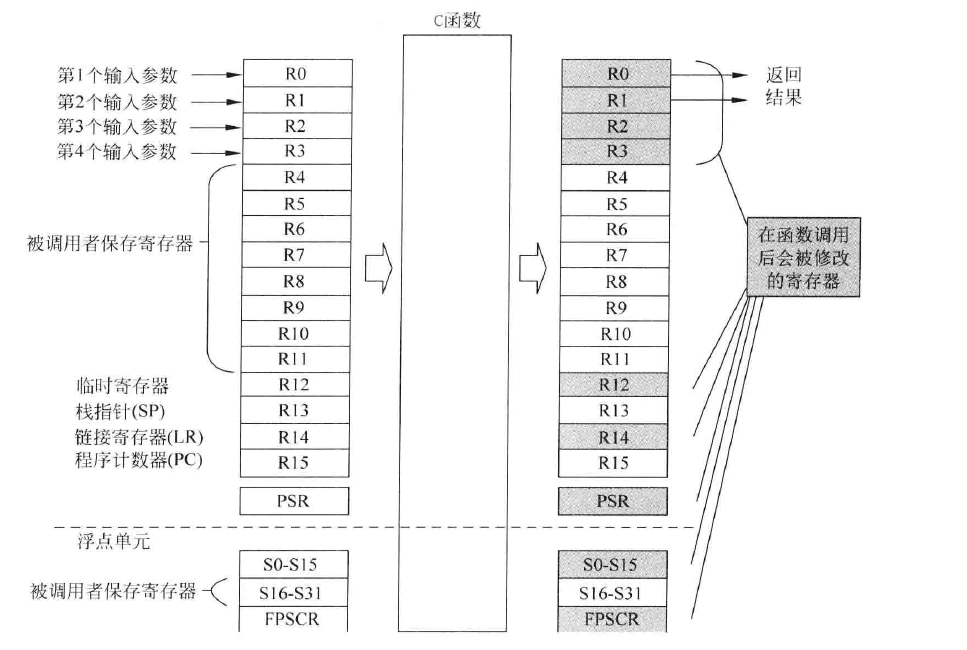 C函数
第1个输入参数
第2个输入参数
第3个输入参数
第4个输入参数
被调用者保存寄存器
临时寄存器
栈指针(SP)
链接寄存器(LR)
程序计数器(PC)
R0
R1
R2
R3
R4
R5
R6
R7
R8
R9
R10
R11
R12
R13
R14
R15
PSR
R0
R1
R2
R3
R4
R5
R6
R7
R8
R9
R10
R11
R12
R13
R14
R15
PSR
返回
结果
在函数调用
后会被修改
的寄存器
浮点单元
被调用者保存寄存器
S0-S15
S16-S31
FPSCR
S0-S15
S16-S31
FPSCR